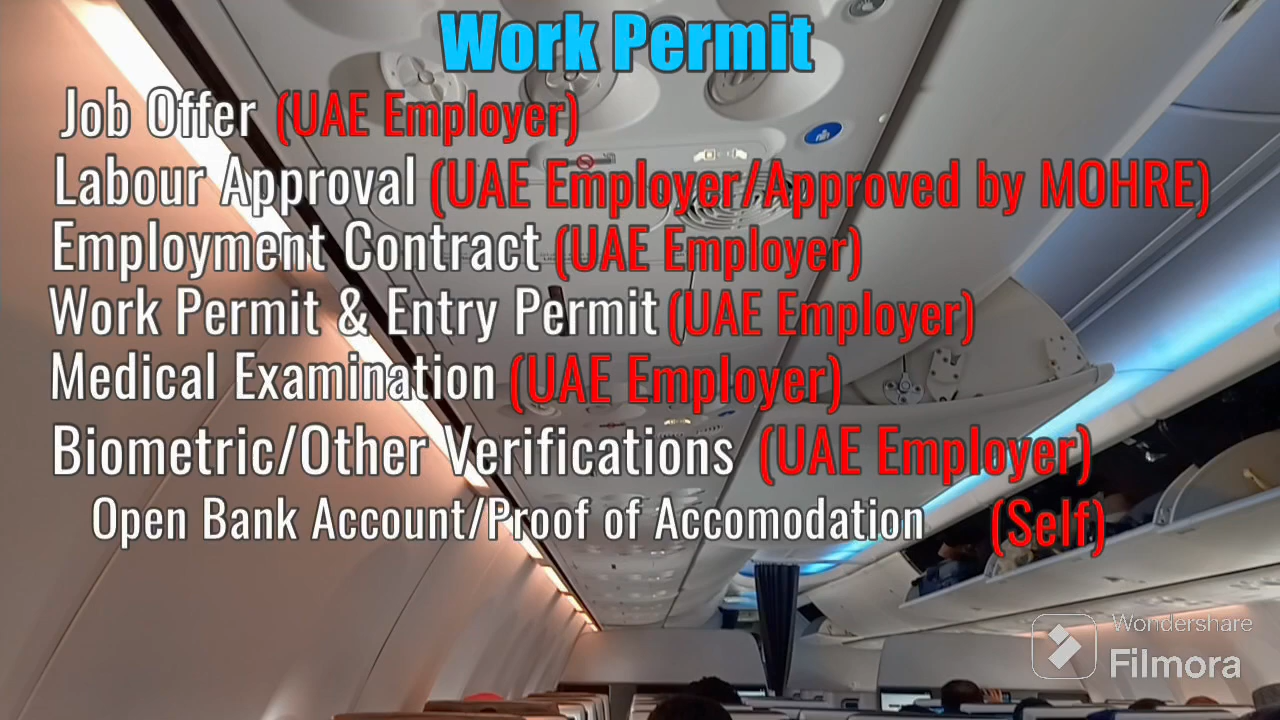 Work Permit
Job Offer (UAE Employer)
Labour Approval (UAE Employer/Approved by MOHRE)
Employment Contract (UAE Employer)
Work Permit & Entry Permit (UAE Employer)
Medical Examination (UAE Employer)
Biometric/Other Verifications (UAE Employer)
Open Bank Account/Proof of Accomodation (Self)
Wondershare
Filmora